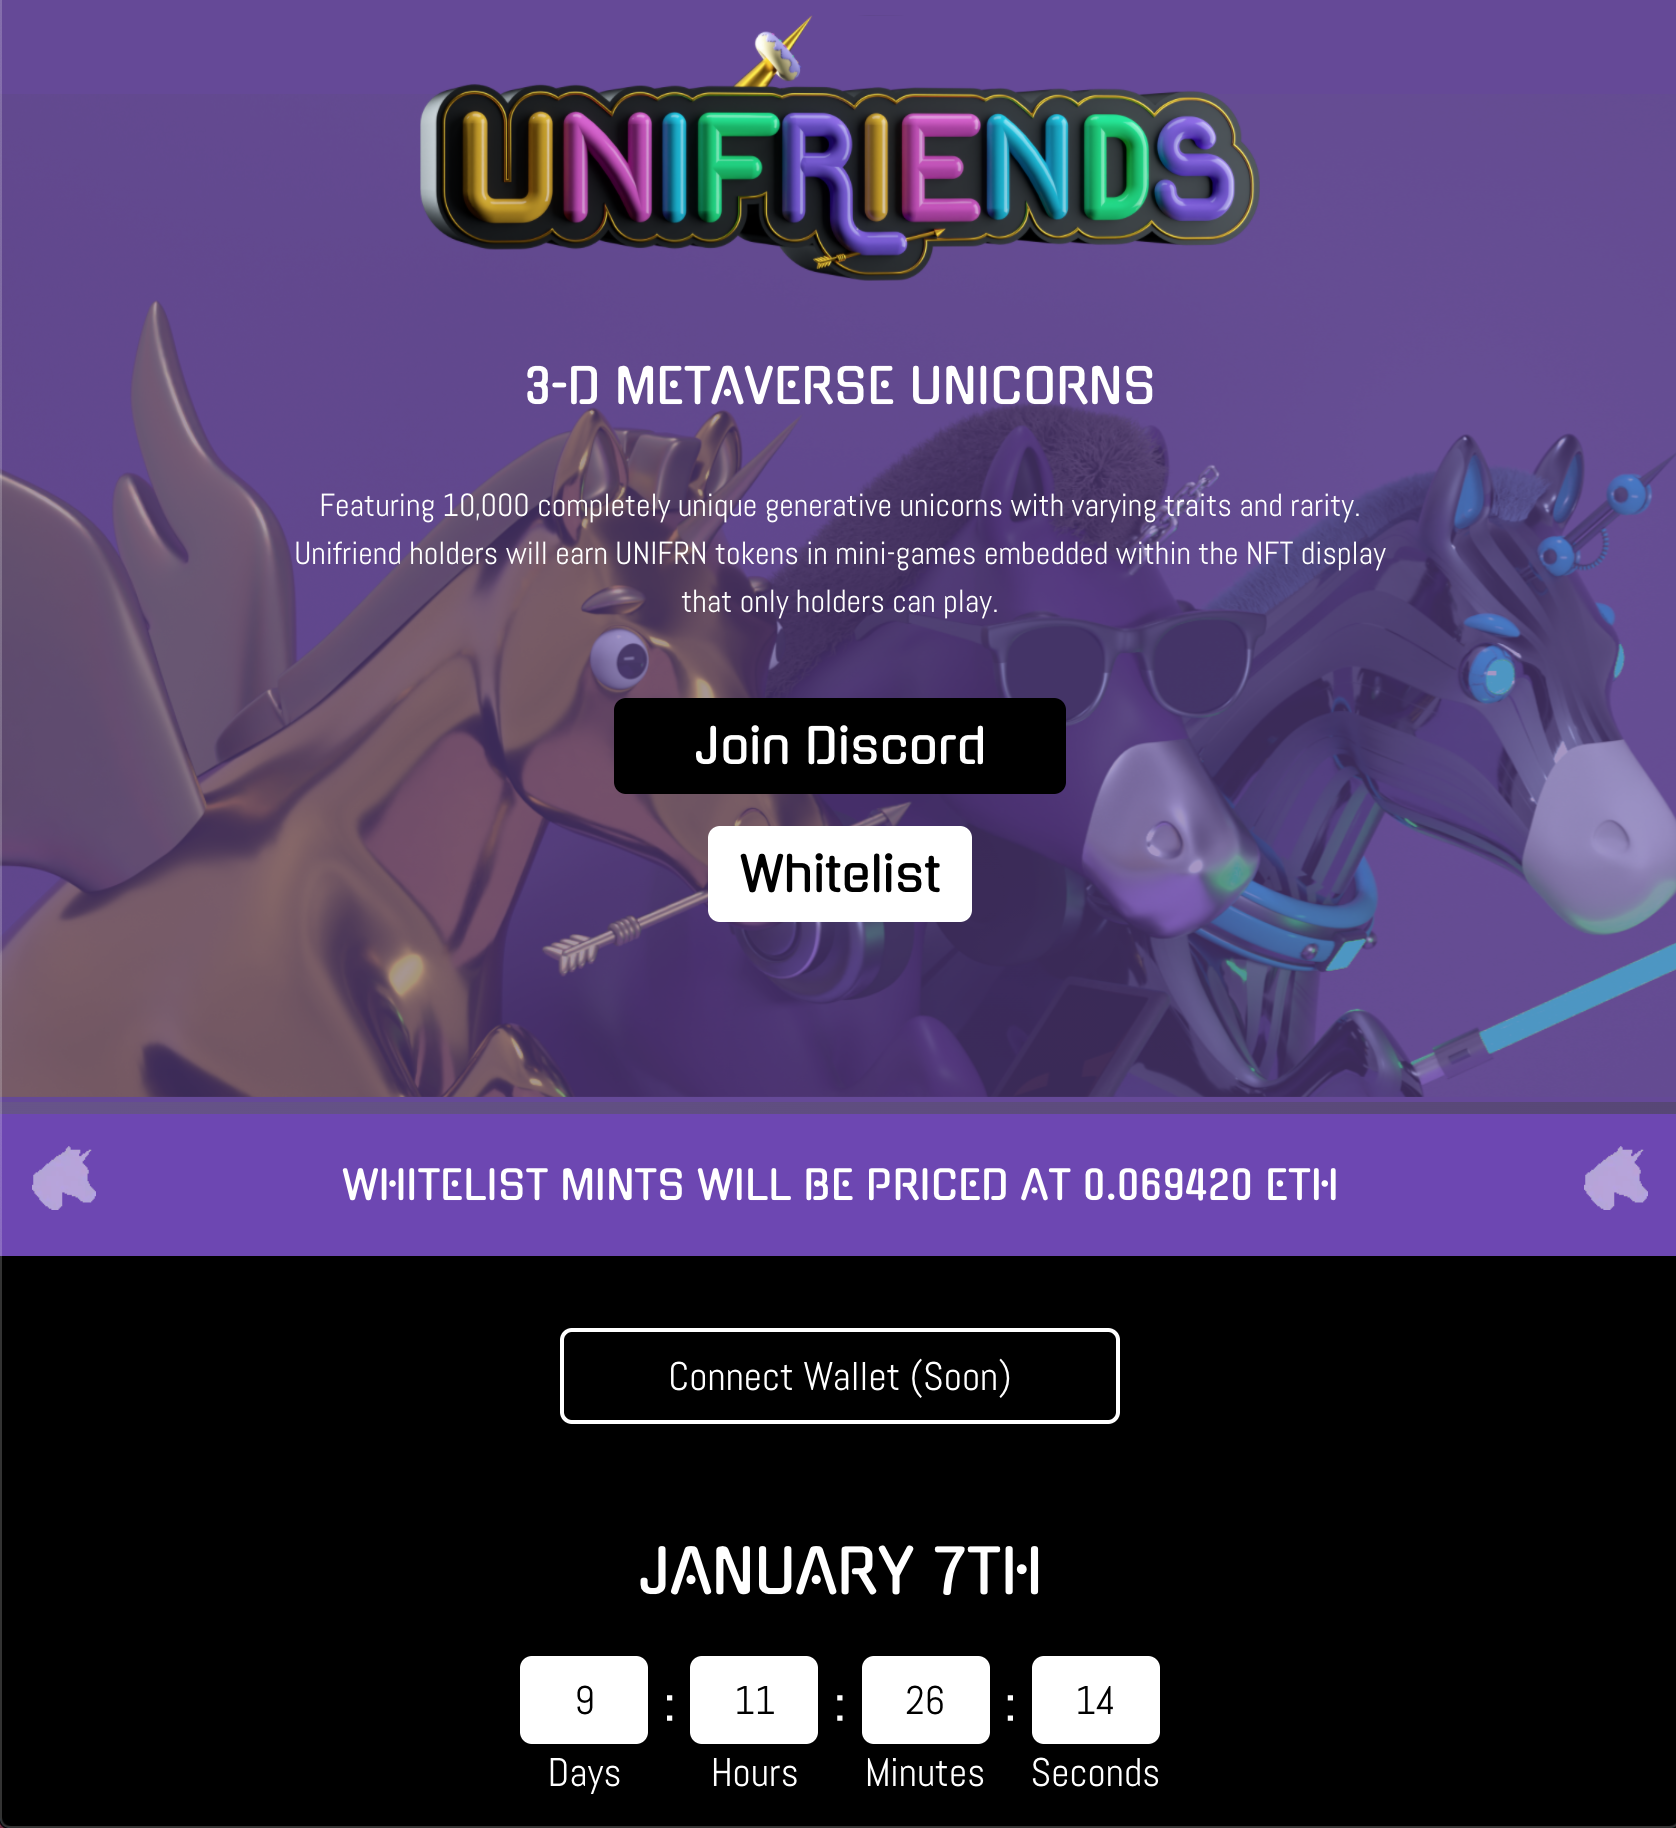 UNIFRIENDS
3-D METAVERSE UNICORNS
Featuring 10,000 completely unique generative unicorns with varying traits and rarity.
Unifriend holders will earn UNIFRN tokens in mini-games embedded within the NFT display
that only holders can play.
Join Discord
Whitelist
WHITELIST MINTS WILL BE PRICED AT 0.069420 ETH
Connect Wallet (Soon)
JANUARY 7TH
9 : 11 : 26 : 14
Days Hours Minutes Seconds